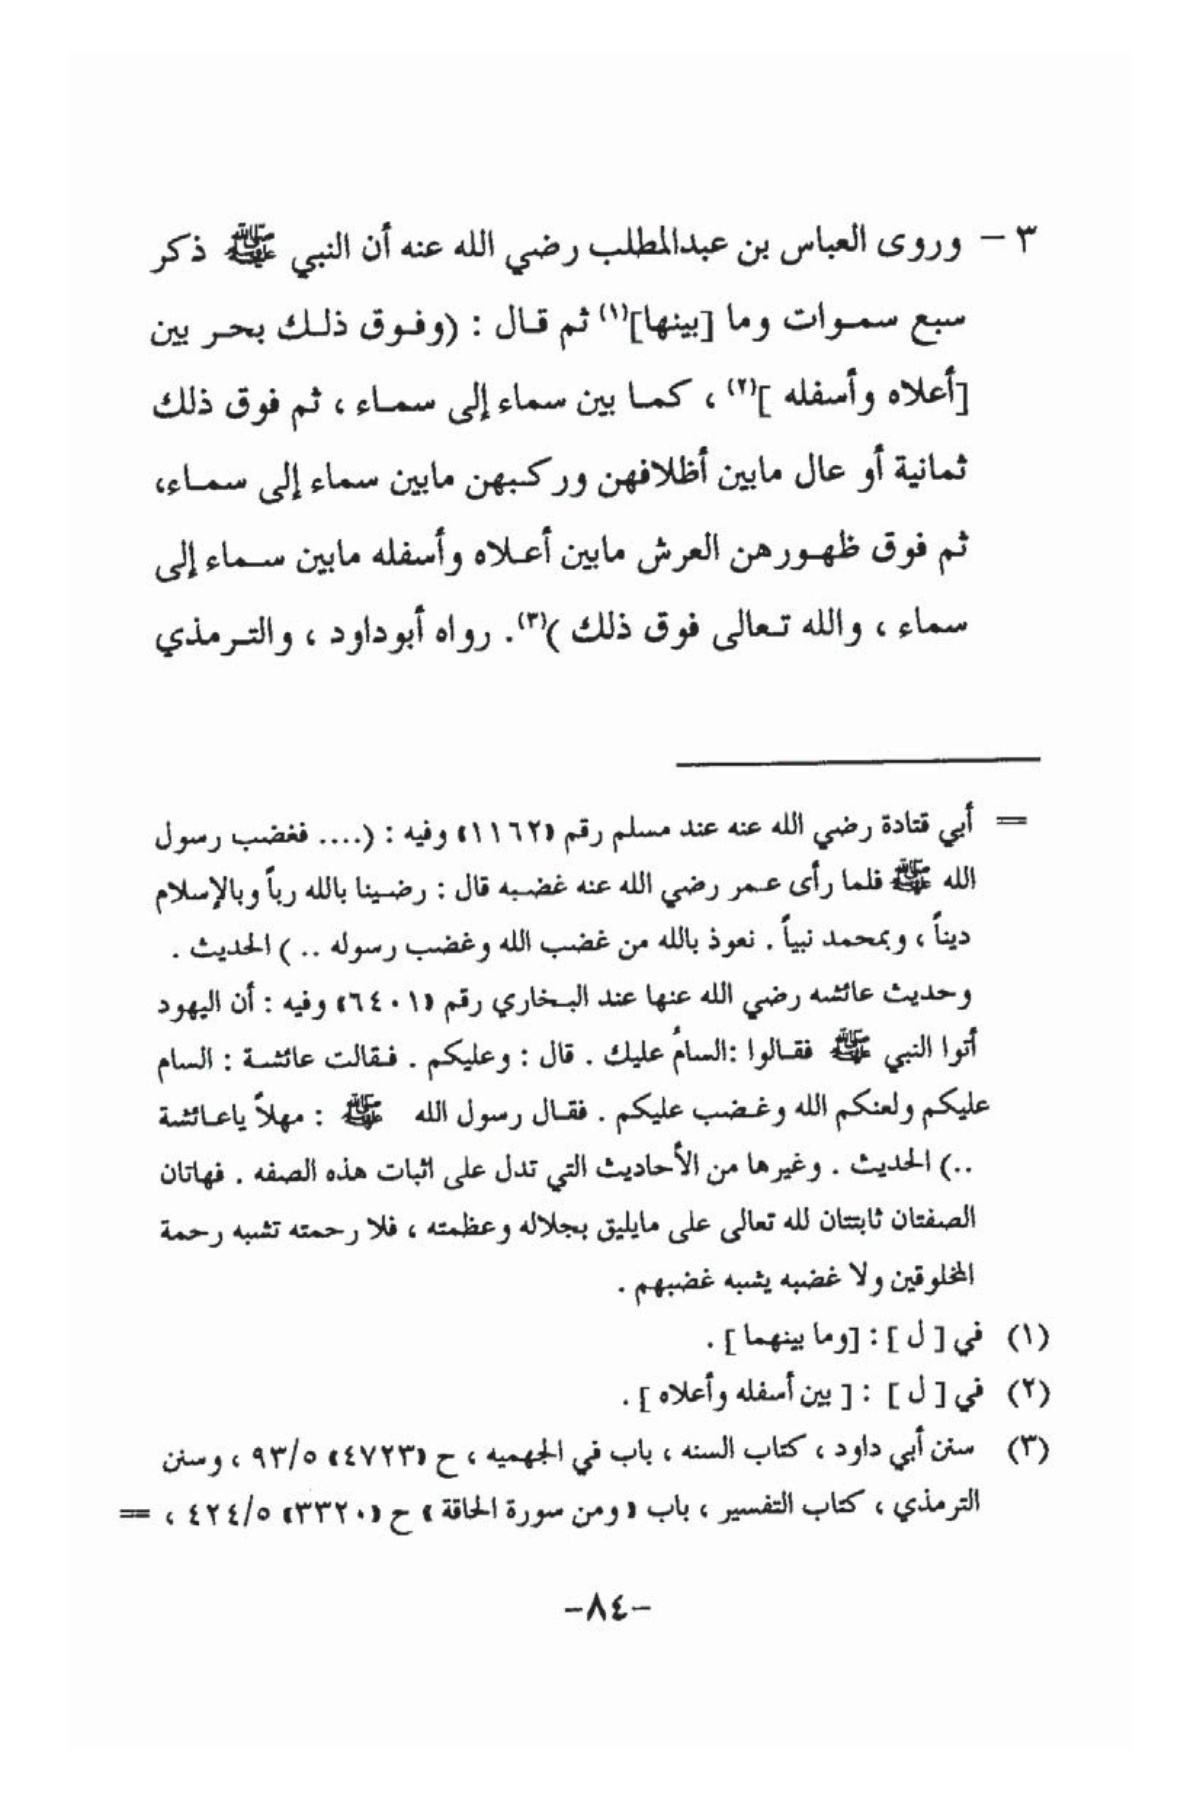 ٣ – وروى العباس بن عبدالمطلب رضي الله عنه أن النبي ﷺ ذكر
سبع سموات وما [بينها](١) ثم قال : (وفوق ذلك بحر بين
[أعلاه وأسفله ](٢) ، كما بين سماء إلى سماء ، ثم فوق ذلك
ثمانية أو عال مابين أظلافهن وركبهن مابين سماء إلى سماء،
ثم فوق ظهورهن العرش مابين أعلاه وأسفله مابين سماء إلى
سماء ، والله تعالى فوق ذلك )(٣). رواه أبوداود ، والترمذي
= أبي قتادة رضي الله عنه عند مسلم رقم «١١٦٢» وفيه : (.... فغضب رسول
الله ﷺ فلما رأى عمر رضي الله عنه غضبه قال : رضينا بالله رباً وبالإسلام
ديناً ، وبمحمد نبياً . نعوذ بالله من غضب الله وغضب رسوله .. ) الحديث .
وحديث عائشه رضي الله عنها عند البخاري رقم «٦٤٠١» وفيه : أن اليهود
أتوا النبي ﷺ فقالوا :السامُ عليك . قال : وعليكم . فقالت عائشة : السام
عليكم ولعنكم الله وغضب عليكم . فقال رسول الله ﷺ : مهلاً ياعائشة
..) الحديث . وغيرها من الأحاديث التي تدل على اثبات هذه الصفه . فهاتان
الصفتان ثابتتان لله تعالى على مايليق بجلاله وعظمته ، فلا رحمته تشبه رحمة
المخلوقين ولا غضبه يشبه غضبهم .
(١) في [ ل ] : [وما بينهما ] .
(٢) في [ ل ] : [ بين أسفله وأعلاه ] .
(٣) سنن أبي داود ، كتاب السنه ، باب في الجهميه ، ح «٤٧٢٣» ٩٣/٥ ، وسنن
الترمذي ، كتاب التفسير ، باب « ومن سورة الحاقة » ح «٣٣٢٠» ٤٢٤/٥ ، =
-٨٤-